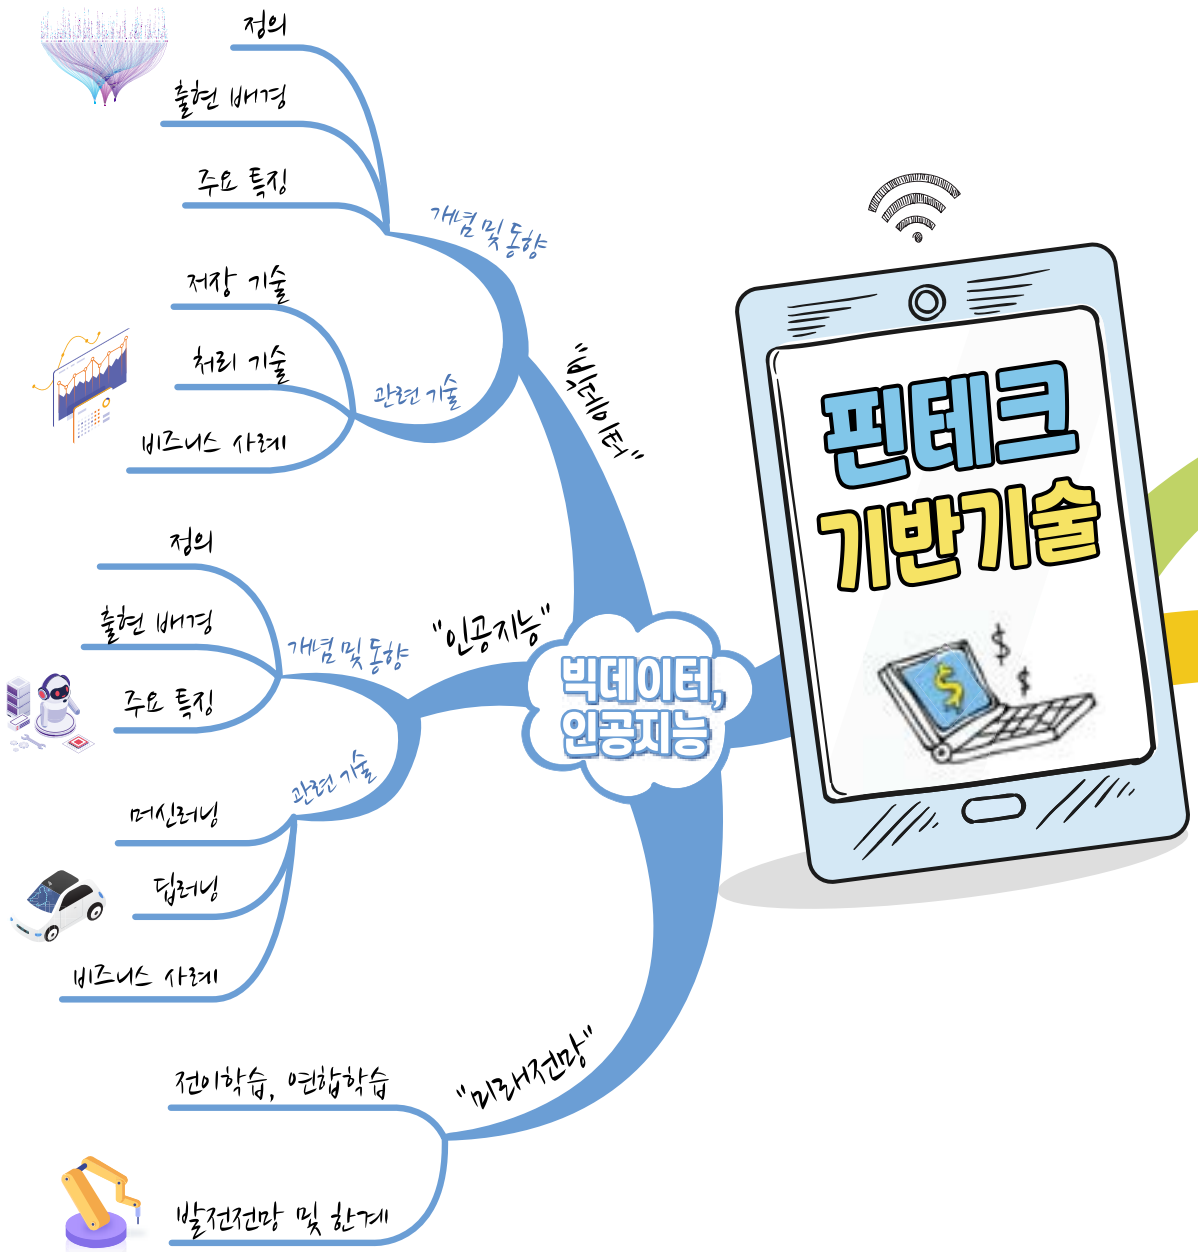 정의
출현 배경
주요 특징
개념 및 동향
저장 기술
처리 기술
비즈니스 사례
관련 기술
"빅데이터"
핀테크
기반기술
정의
출현 배경
주요 특징
개념 및 동향
"인공지능"
머신러닝
딥러닝
비즈니스 사례
관련 기술
빅데이터,
인공지능
전이학습, 연합학습
발전전망 및 한계
"미래전망"
$
$
$